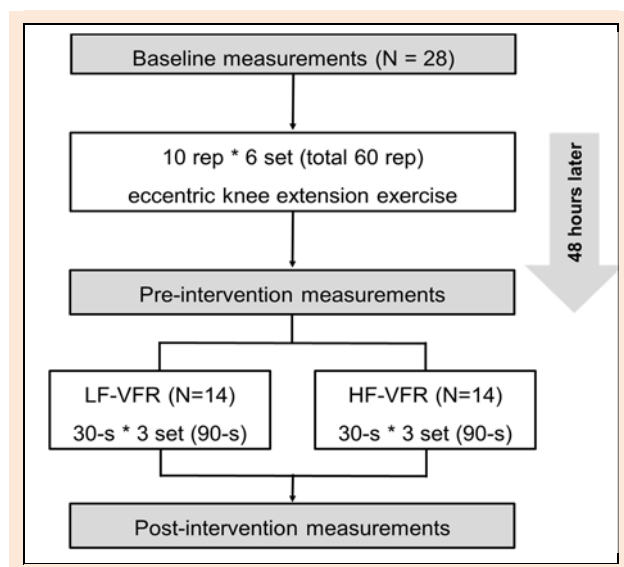 Baseline measurements (N = 28)
10 rep * 6 set (total 60 rep)
eccentric knee extension exercise
48 hours later
Pre-intervention measurements
LF-VFR (N=14)
30-s * 3 set (90-s)
HF-VFR (N=14)
30-s * 3 set (90-s)
Post-intervention measurements